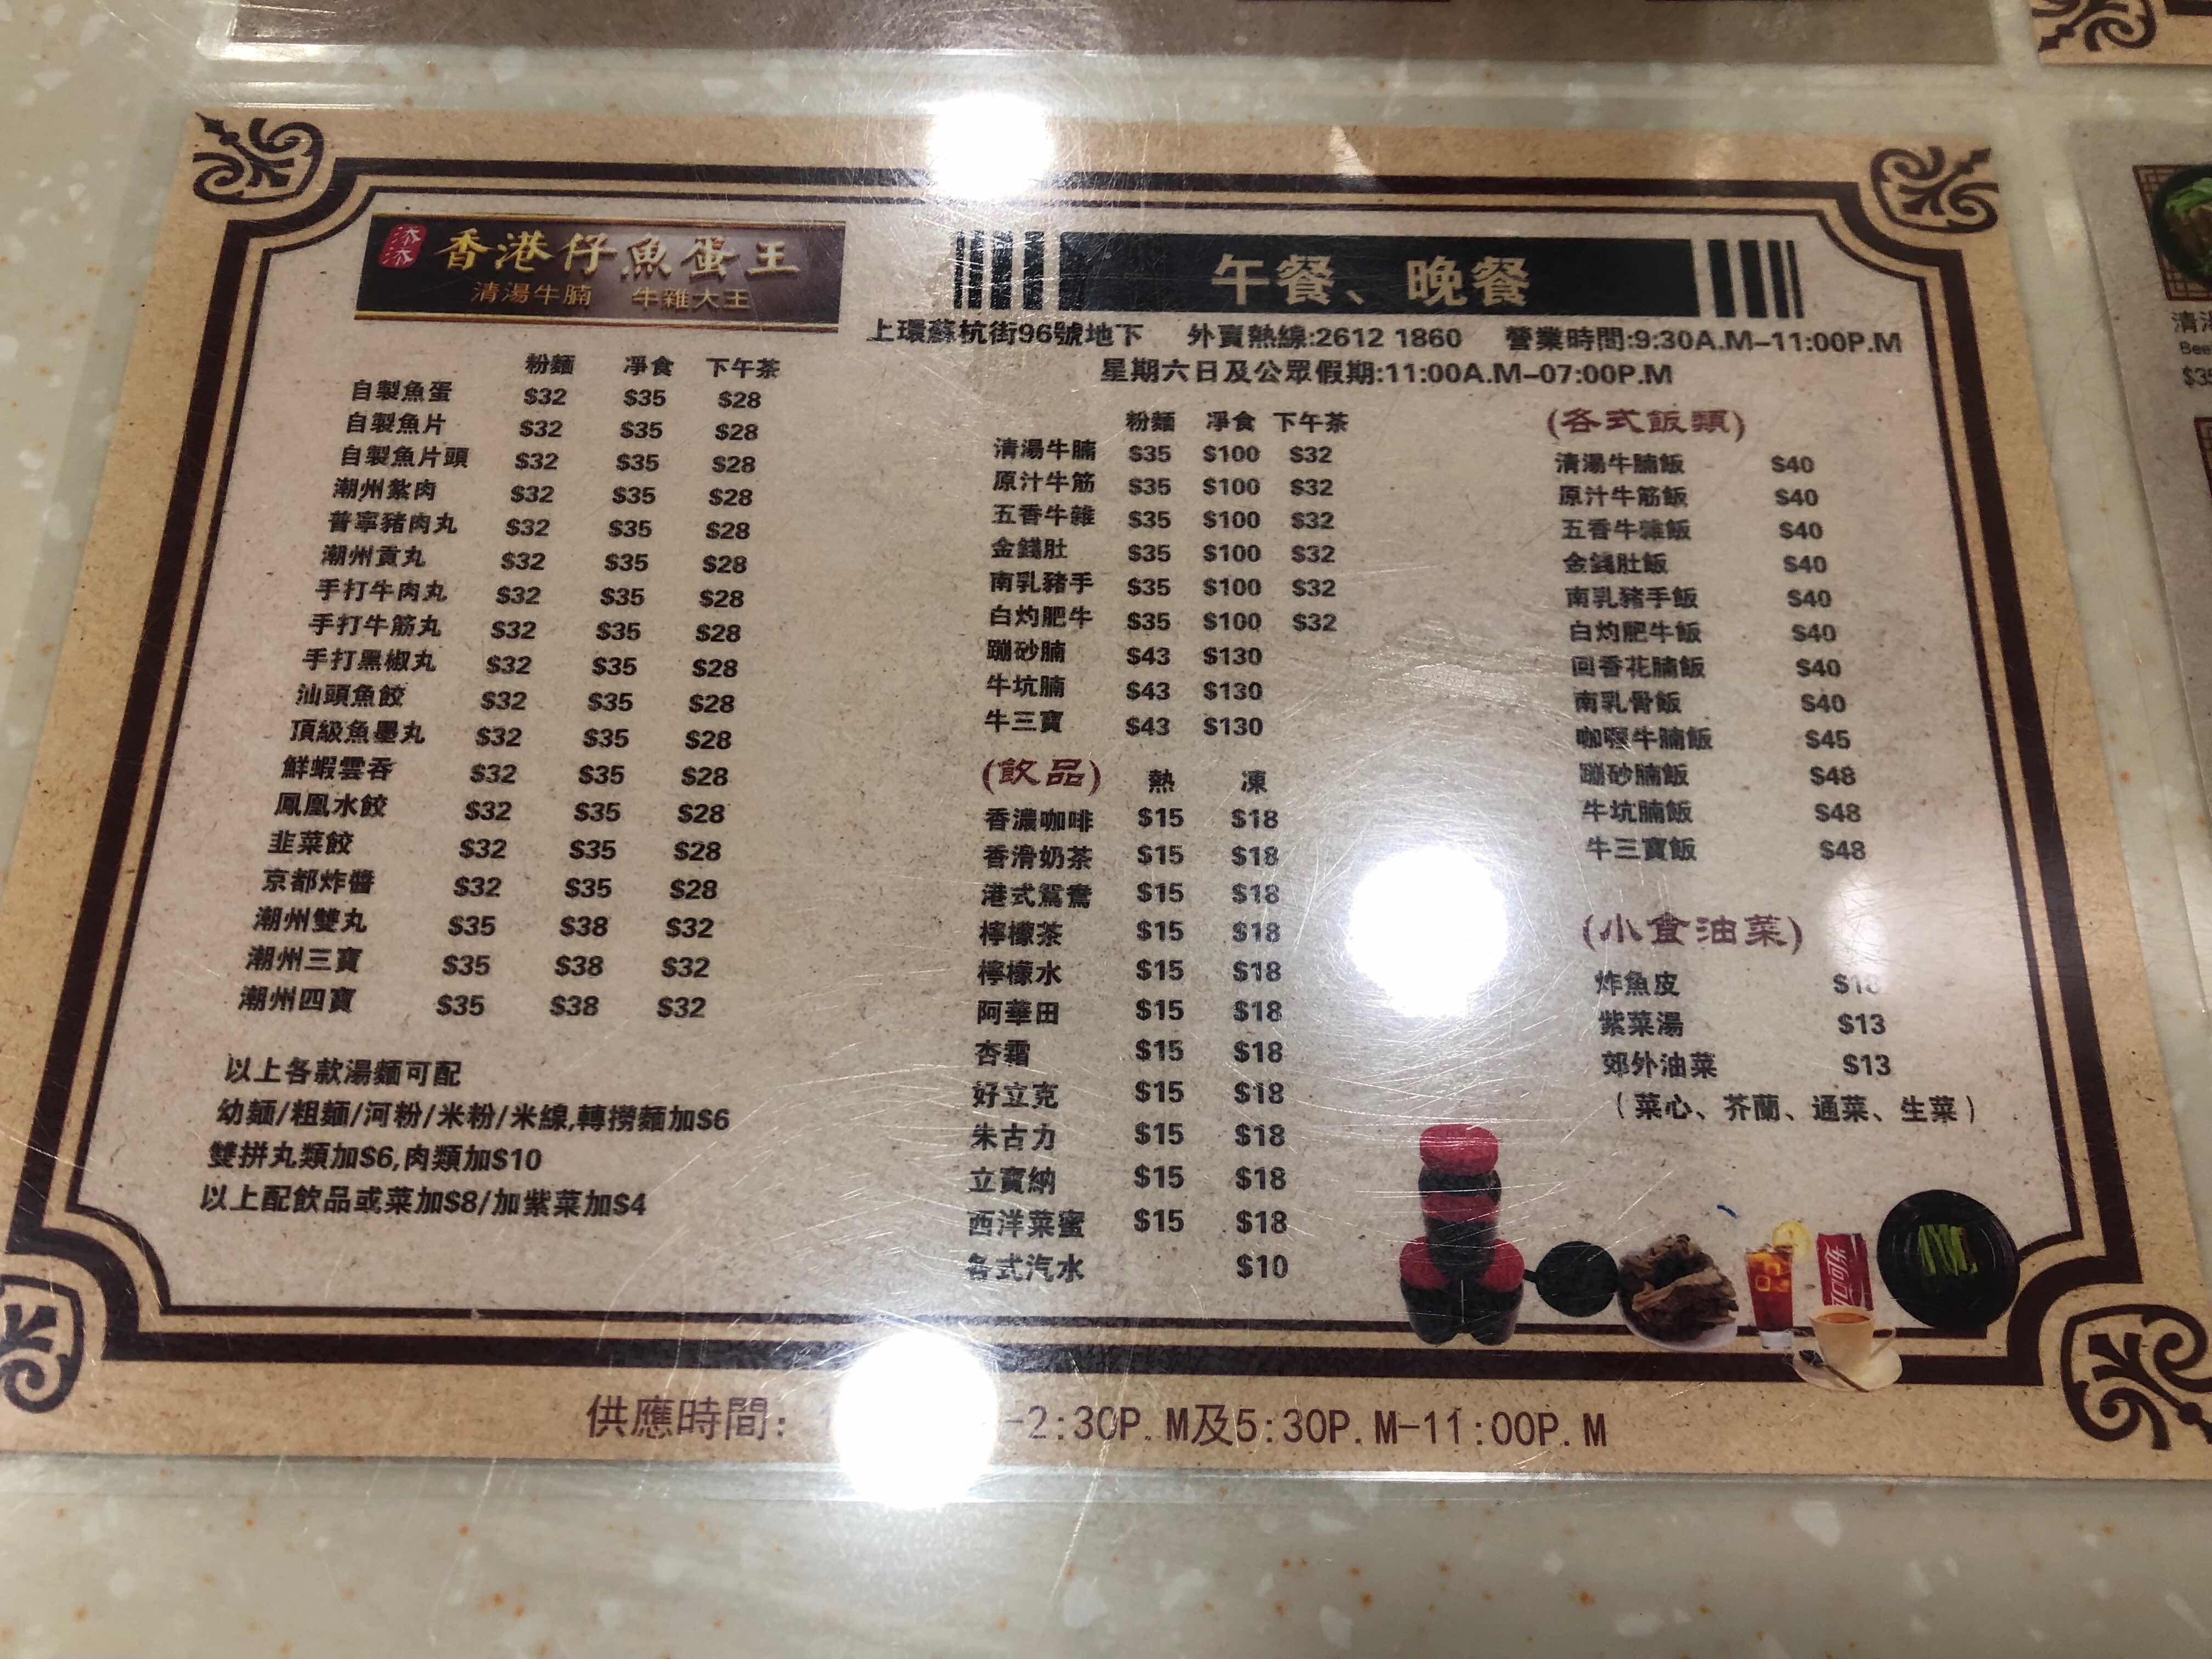 添添
香港仔魚蛋王
清湯牛腩 牛雜大王
午餐、晚餐
上環蘇杭街96號地下 外賣熱線:2612 1860 營業時間:9:30A.M-11:00P.M
星期六日及公眾假期:11:00A.M-07:00P.M
粉麵 淨食 下午茶
自製魚蛋 $32 $35 $28
自製魚片 $32 $35 $28
自製魚片頭 $32 $35 $28
潮州紮肉 $32 $35 $28
普寧豬肉丸 $32 $35 $28
潮州貢丸 $32 $35 $28
手打牛肉丸 $32 $35 $28
手打牛筋丸 $32 $35 $28
手打黑椒丸 $32 $35 $28
汕頭魚餃 $32 $35 $28
頂級魚墨丸 $32 $35 $28
鮮蝦雲吞 $32 $35 $28
鳳凰水餃 $32 $35 $28
韭菜餃 $32 $35 $28
京都炸醬 $32 $35 $28
潮州雙丸 $35 $38 $32
潮州三寶 $35 $38 $32
潮州四寶 $35 $38 $32
以上各款湯麵可配
幼麵/粗麵/河粉/米粉/米線,轉撈麵加$6
雙拼丸類加$6,肉類加$10
以上配飲品或菜加$8/加紫菜加$4
粉麵 淨食 下午茶
清湯牛腩 $35 $100 $32
原汁牛筋 $35 $100 $32
五香牛雜 $35 $100 $32
金錢肚 $35 $100 $32
南乳豬手 $35 $100 $32
白灼肥牛 $35 $100 $32
蹦砂腩 $43 $130
牛坑腩 $43 $130
牛三寶 $43 $130
(飲品) 熱 凍
香濃咖啡 $15 $18
香滑奶茶 $15 $18
港式鴛鴦 $15 $18
檸檬茶 $15 $18
檸檬水 $15 $18
阿華田 $15 $18
杏霜 $15 $18
好立克 $15 $18
朱古力 $15 $18
立賓納 $15 $18
西洋菜蜜 $15 $18
各式汽水 $10
(各式飯類)
清湯牛腩飯 $40
原汁牛筋飯 $40
五香牛雜飯 $40
金錢肚飯 $40
南乳豬手飯 $40
白灼肥牛飯 $40
回香花腩飯 $40
南乳骨飯 $40
咖喱牛腩飯 $45
蹦砂腩飯 $48
牛坑腩飯 $48
牛三寶飯 $48
(小食油菜)
炸魚皮
紫菜湯 $13
郊外油菜 $13
(菜心、芥蘭、通菜、生菜)
供應時間: -2:30P.M及5:30P.M-11:00P.M